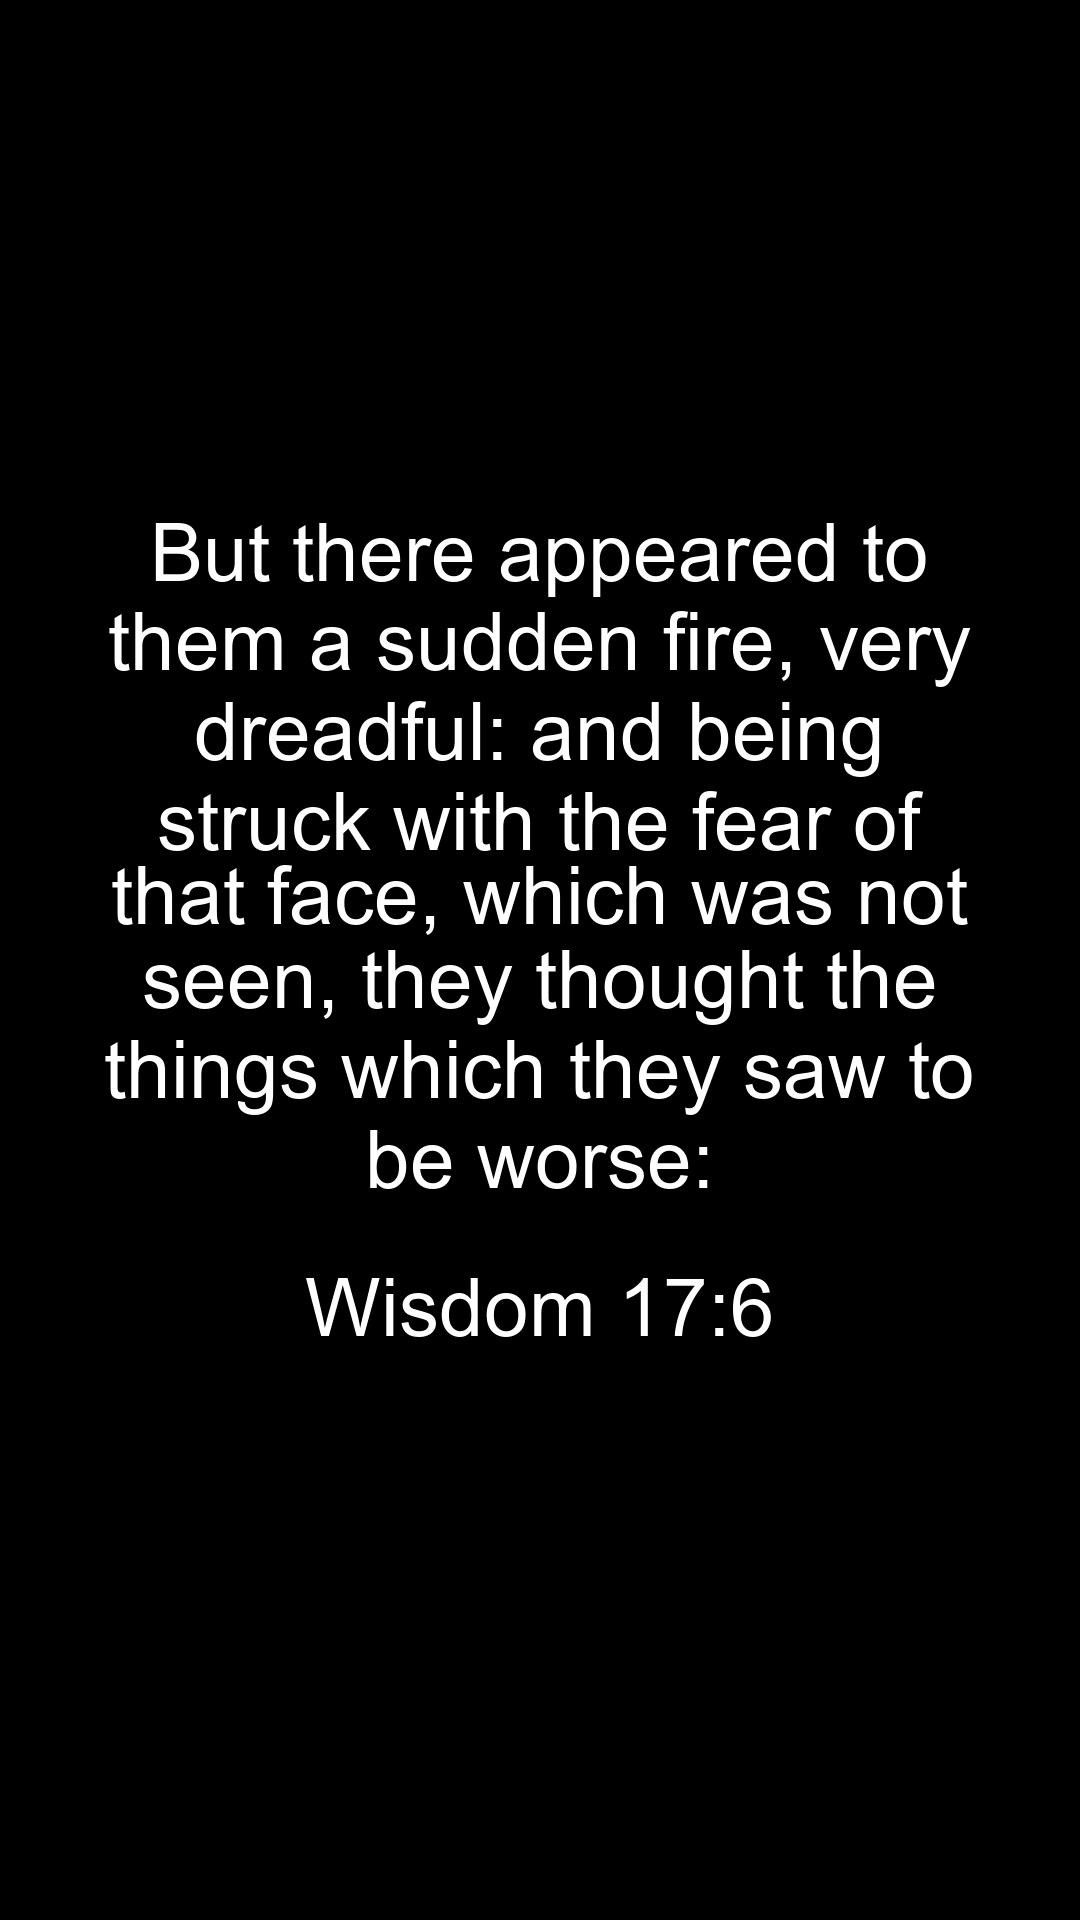 But there appeared to
them a sudden fire, very
dreadful: and being
struck with the fear of
that face, which was not
seen, they thought the
things which they saw to
be worse:
Wisdom 17:6